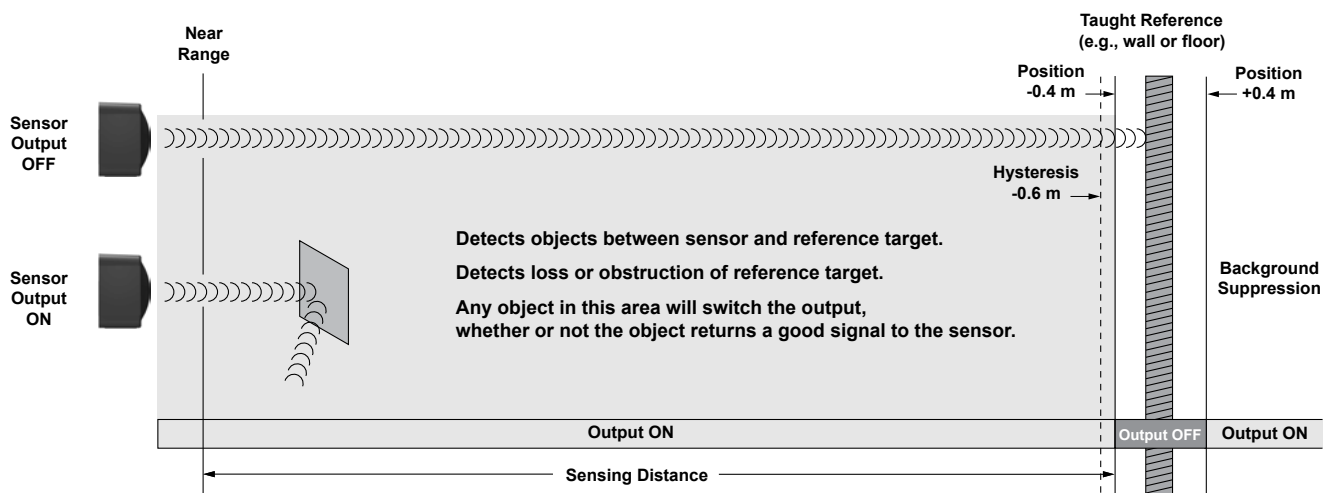 Taught Reference
(e.g., wall or floor)
Near
Range
Position
-0.4 m
Position
+0.4 m
Sensor
Output
OFF
Hysteresis
-0.6 m
Sensor
Output
ON
Detects objects between sensor and reference target.
Detects loss or obstruction of reference target.
Any object in this area will switch the output,
whether or not the object returns a good signal to the sensor.
Background
Suppression
Output ON
Output OFF
Output ON
Sensing Distance